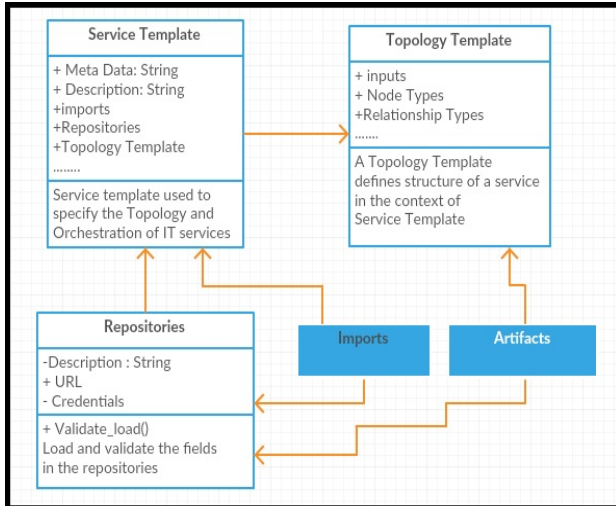 Service Template
+ Meta Data: String
+ Description: String
+imports
+Repositories
+Topology Template
........
Service template used to
specify the Topology and
Orchestration of IT services
Topology Template
+ inputs
+ Node Types
+Relationship Types
.......
A Topology Template
defines structure of a service
in the context of
Service Template
Repositories
-Description : String
+ URL
- Credentials
+ Validate_load()
Load and validate the fields
in the repositories
Imports
Artifacts